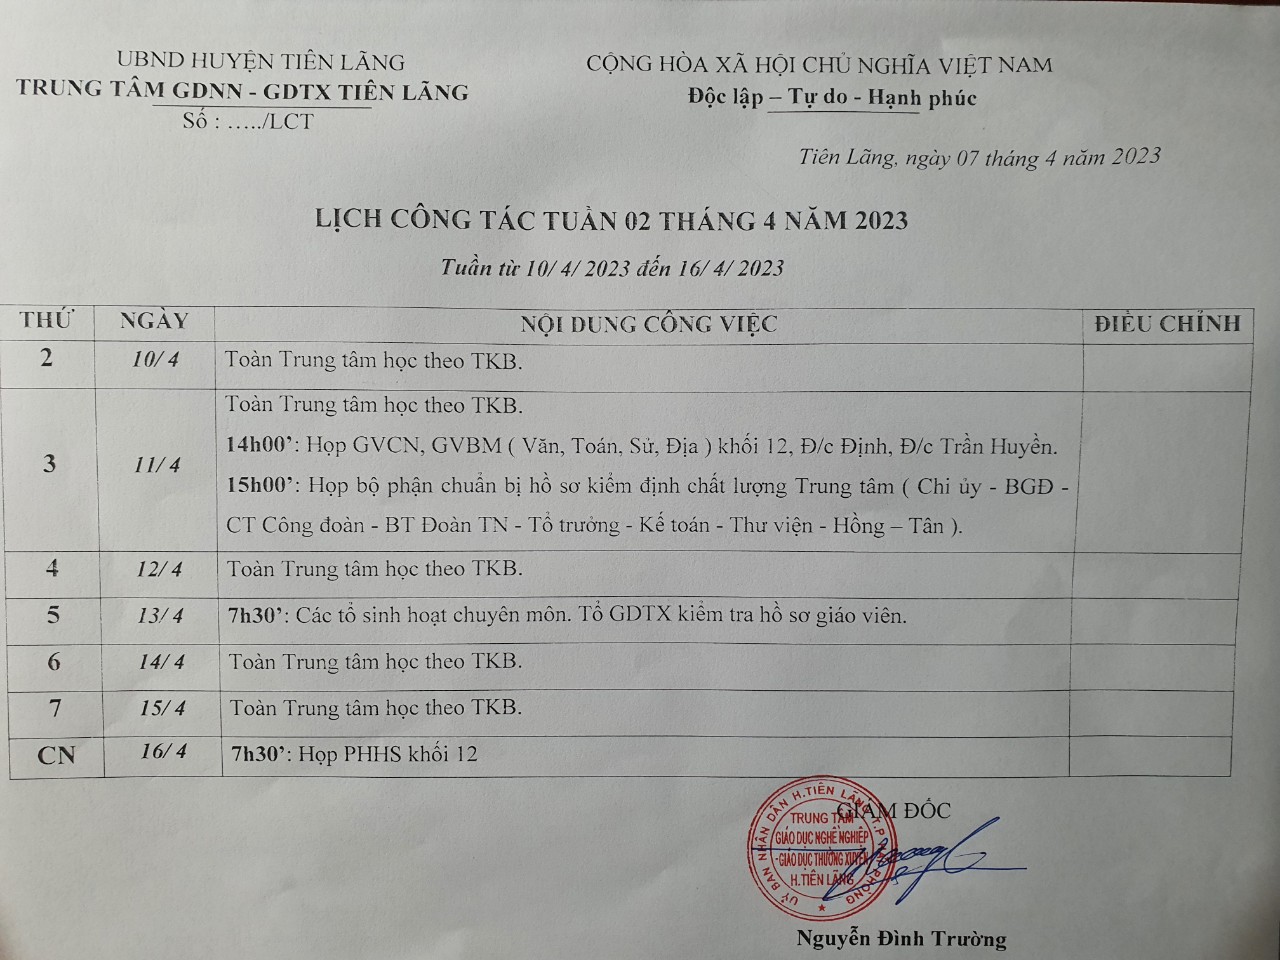 UBND HUYỆN TIÊN LÃNG
TRUNG TÂM GDNN - GDTX TIÊN LÃNG
Số : ...../LCT
CỘNG HÒA XÃ HỘI CHỦ NGHĨA VIỆT NAM
Độc lập – Tự do - Hạnh phúc
Tiên Lãng, ngày 07 tháng 4 năm 2023
LỊCH CÔNG TÁC TUẦN 02 THÁNG 4 NĂM 2023
Tuần từ 10/ 4/ 2023 đến 16/ 4/ 2023
THỨ NGÀY NỘI DUNG CÔNG VIỆC ĐIỀU CHỈNH
2 10/ 4 Toàn Trung tâm học theo TKB.
3 11/ 4 Toàn Trung tâm học theo TKB.
14h00’: Họp GVCN, GVBM ( Văn, Toán, Sử, Địa ) khối 12, Đ/c Định, Đ/c Trần Huyền.
15h00’: Họp bộ phận chuẩn bị hồ sơ kiểm định chất lượng Trung tâm ( Chi ủy - BGĐ -
CT Công đoàn - BT Đoàn TN - Tổ trưởng - Kế toán - Thư viện - Hồng – Tân ).
4 12/ 4 Toàn Trung tâm học theo TKB.
5 13/ 4 7h30’: Các tổ sinh hoạt chuyên môn. Tổ GDTX kiểm tra hồ sơ giáo viên.
6 14/ 4 Toàn Trung tâm học theo TKB.
7 15/ 4 Toàn Trung tâm học theo TKB.
CN 16/ 4 7h30’: Họp PHHS khối 12
GIÁM ĐỐC
ỦY BAN NHÂN DÂN H.TIÊN LÃNG T.P PHÒNG
TRUNG TÂM
GIÁO DỤC NGHỀ NGHIỆP
-GIÁO DỤC THƯỜNG XUYÊN
H.TIÊN LÃNG
Nguyễn Đình Trường